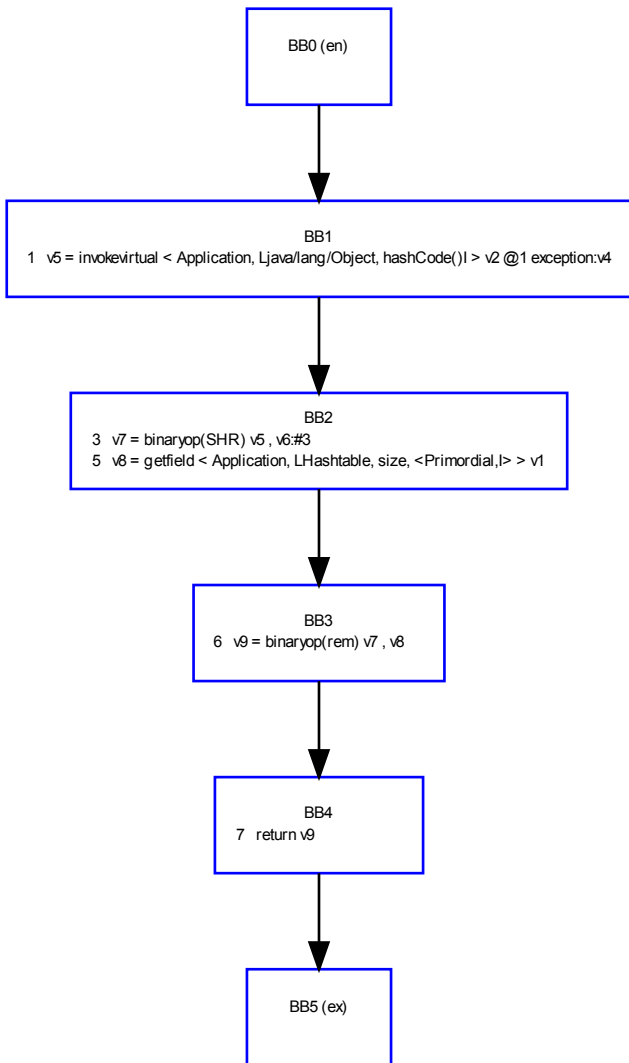 BB0 (en)
BB1
1 v5 = invokevirtual < Application, Ljava/lang/Object, hashCode()I > v2 @1 exception:v4
BB2
3 v7 = binaryop(SHR) v5 , v6:#3
5 v8 = getfield < Application, LHashtable, size, <Primordial,I> > v1
BB3
6 v9 = binaryop(rem) v7 , v8
BB4
7 return v9
BB5 (ex)